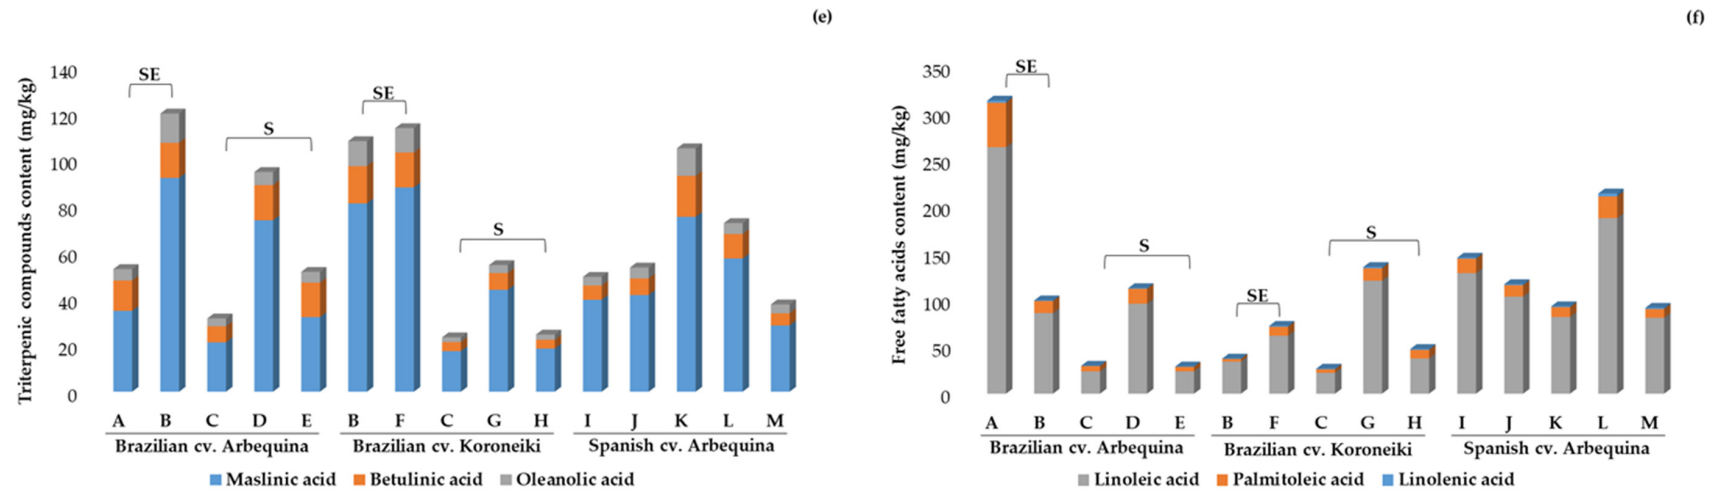 (e)
Triterpenic compounds content (mg/kg)
140
120
100
80
60
40
20
0
SE
S
SE
S
A B C D E B F C G H I J K L M
Brazilian cv. Arbequina Brazilian cv. Koroneiki Spanish cv. Arbequina
Maslinic acid Betulinic acid Oleanolic acid
(f)
Free fatty acids content (mg/kg)
350
300
250
200
150
100
50
0
SE
S
SE
S
A B C D E B F C G H I J K L M
Brazilian cv. Arbequina Brazilian cv. Koroneiki Spanish cv. Arbequina
Linoleic acid Palmitoleic acid Linolenic acid